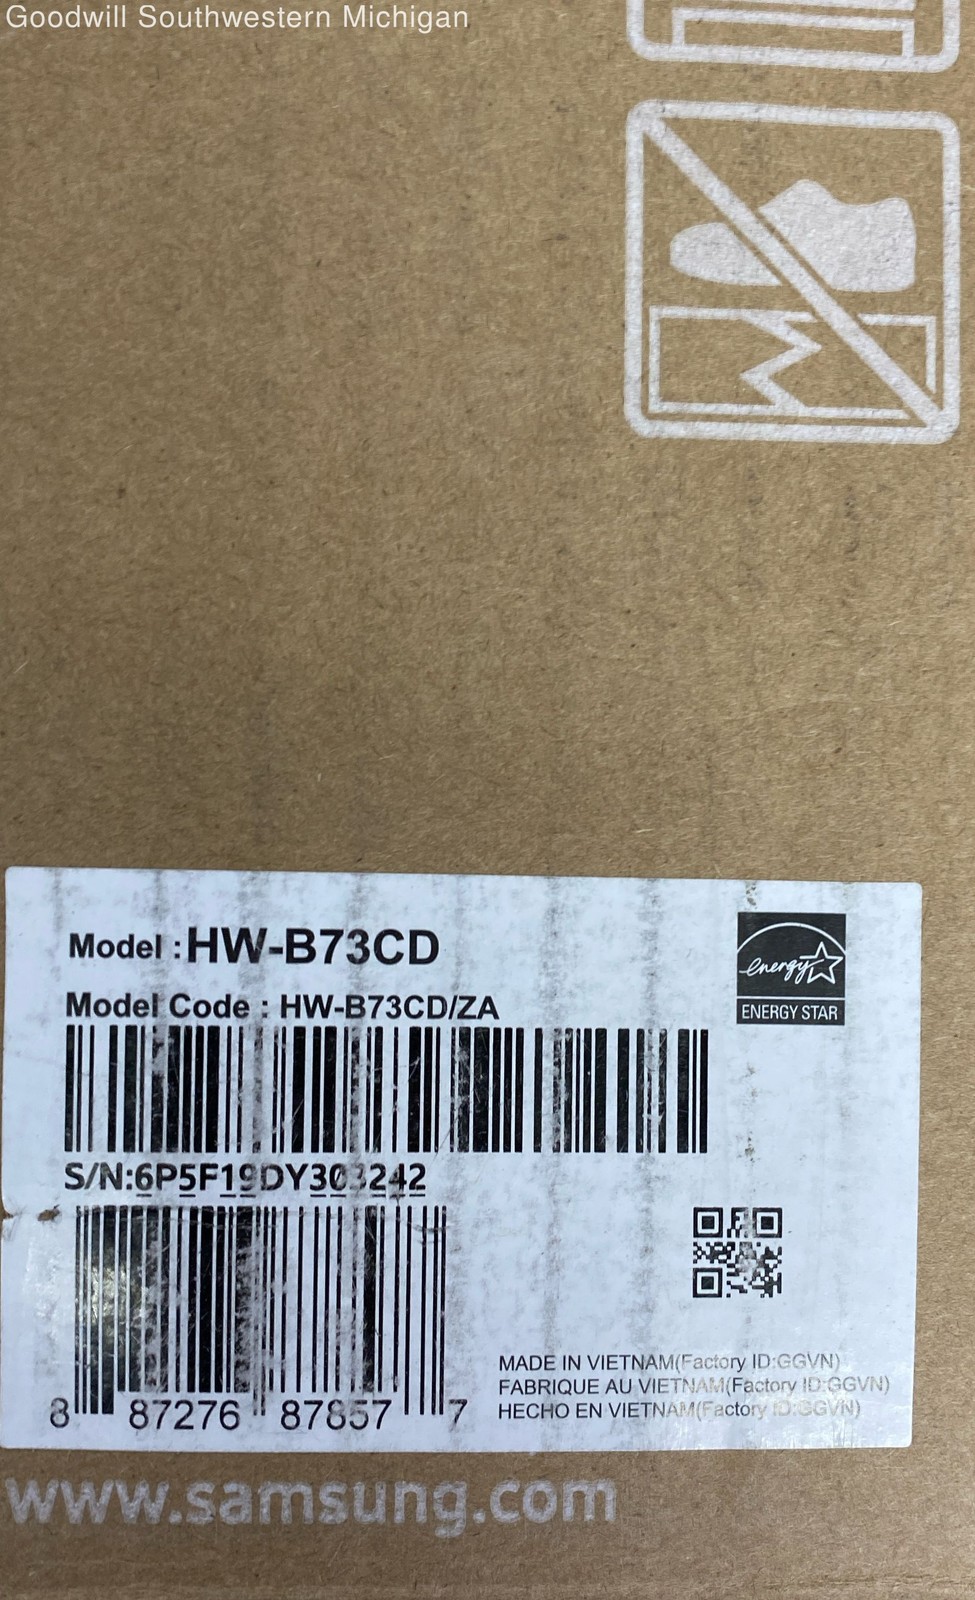 Goodwill Southwestern Michigan
Model : HW-B73CD
Model Code : HW-B73CD/ZA
energy
ENERGY STAR
S/N:6P5F19DY303242
8 87276 87857 7
MADE IN VIETNAM(Factory ID:GGVN)
FABRIQUE AU VIETNAM(Factory ID:GGVN)
HECHO EN VIETNAM(Factory ID:GGVN)
www.samsung.com